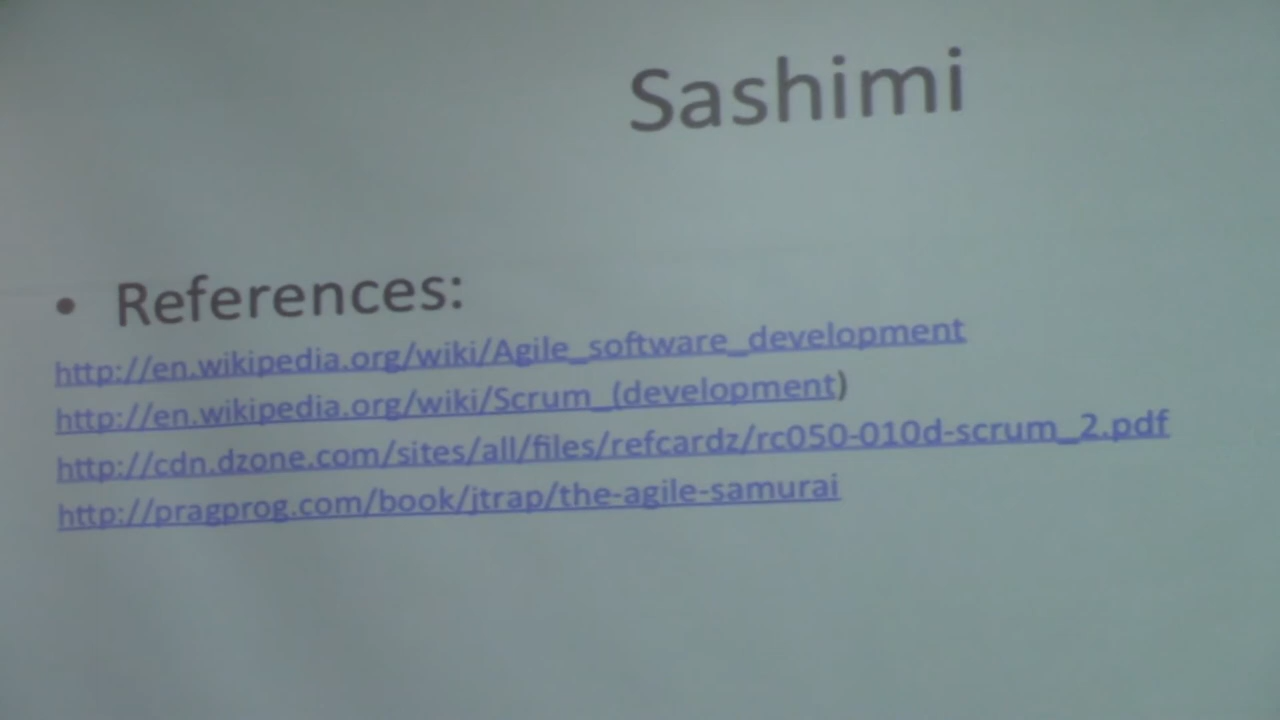 Sashimi
• References:
http://en.wikipedia.org/wiki/Agile_software_development
http://en.wikipedia.org/wiki/Scrum_(development)
http://cdn.dzone.com/sites/all/files/refcardz/rc050-010d-scrum_2.pdf
http://pragprog.com/book/jtrap/the-agile-samurai